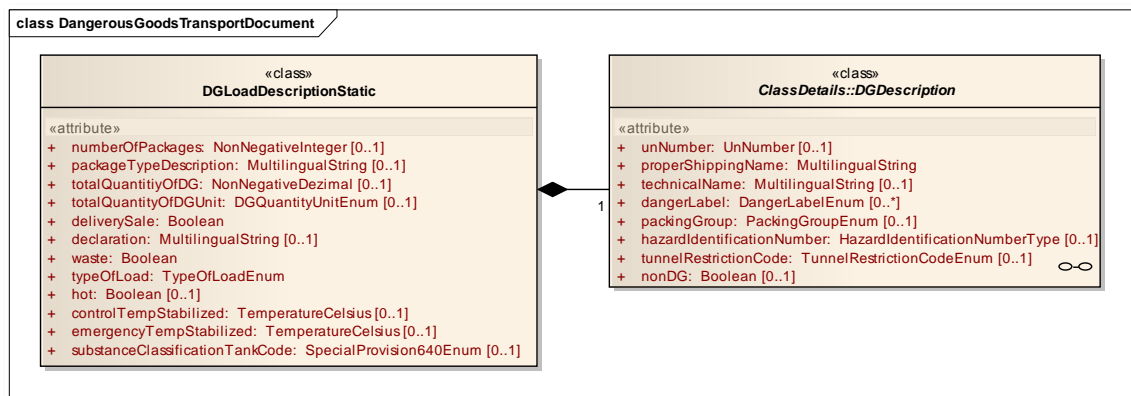 class DangerousGoodsTransportDocument
«class»
DGLoadDescriptionStatic
«attribute»
+ numberOfPackages: NonNegativeInteger [0..1]
+ packageTypeDescription: MultilingualString [0..1]
+ totalQuantitiyOfDG: NonNegativeDezimal [0..1]
+ totalQuantityOfDGUnit: DGQuantityUnitEnum [0..1]
+ deliverySale: Boolean
+ declaration: MultilingualString [0..1]
+ waste: Boolean
+ typeOfLoad: TypeOfLoadEnum
+ hot: Boolean [0..1]
+ controlTempStabilized: TemperatureCelsius [0..1]
+ emergencyTempStabilized: TemperatureCelsius [0..1]
+ substanceClassificationTankCode: SpecialProvision640Enum [0..1]
1
«class»
ClassDetails::DGDescription
«attribute»
+ unNumber: UnNumber [0..1]
+ properShippingName: MultilingualString
+ technicalName: MultilingualString [0..1]
+ dangerLabel: DangerLabelEnum [0..*]
+ packingGroup: PackingGroupEnum [0..1]
+ hazardIdentificationNumber: HazardIdentificationNumberType [0..1]
+ tunnelRestrictionCode: TunnelRestrictionCodeEnum [0..1]
+ nonDG: Boolean [0..1]